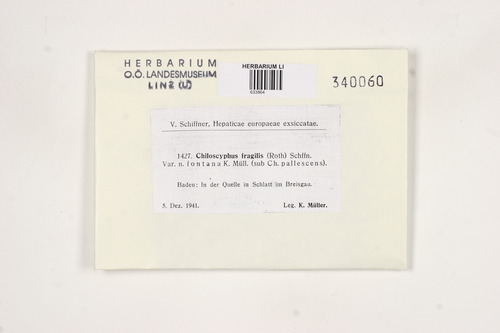 HERBARIUM
O.Ö. LANDESMUSEUM
LINZ (LI)
HERBARIUM LI
033864
340060
V. Schiffner, Hepaticae europaeae exsiccatae.
1427. Chiloscyphus fragilis (Roth) Schffn.
Var. n. fontana K. Müll. (sub Ch. pallescens).
Baden: In der Quelle in Schlatt im Breisgau.
5. Dez. 1941.
Leg. K. Müller.